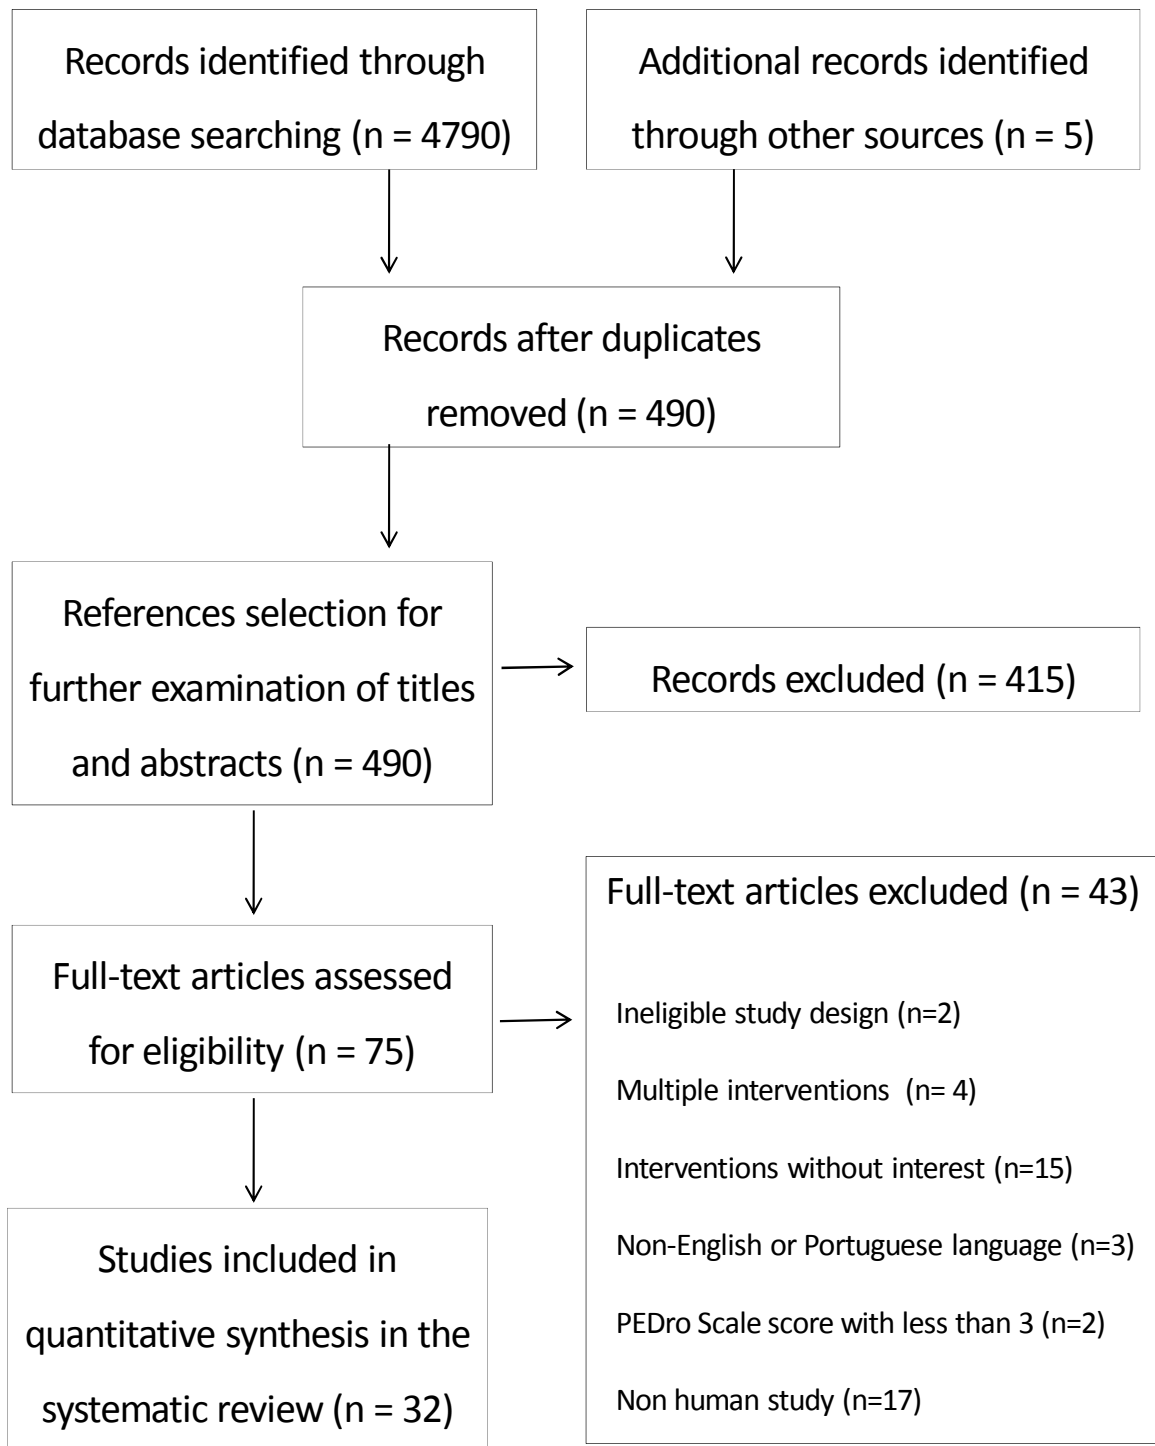 Records identified through
database searching (n = 4790)
Additional records identified
through other sources (n = 5)
Records after duplicates
removed (n = 490)
References selection for
further examination of titles
and abstracts (n = 490)
Records excluded (n = 415)
Full-text articles assessed
for eligibility (n = 75)
Full-text articles excluded (n = 43)
Ineligible study design (n=2)
Multiple interventions (n= 4)
Interventions without interest (n=15)
Non-English or Portuguese language (n=3)
PEDro Scale score with less than 3 (n=2)
Non human study (n=17)
Studies included in
quantitative synthesis in the
systematic review (n = 32)